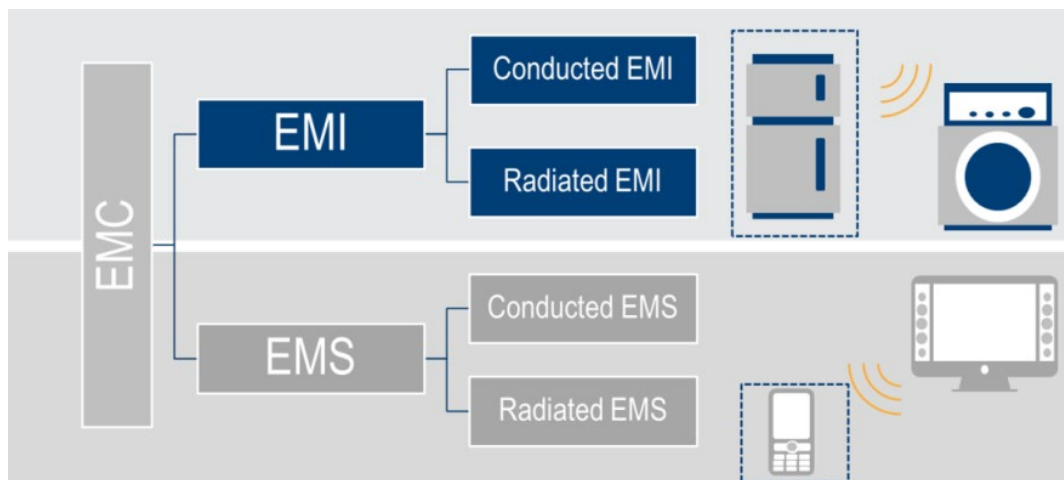 EMC
EMI
Conducted EMI
Radiated EMI
EMS
Conducted EMS
Radiated EMS